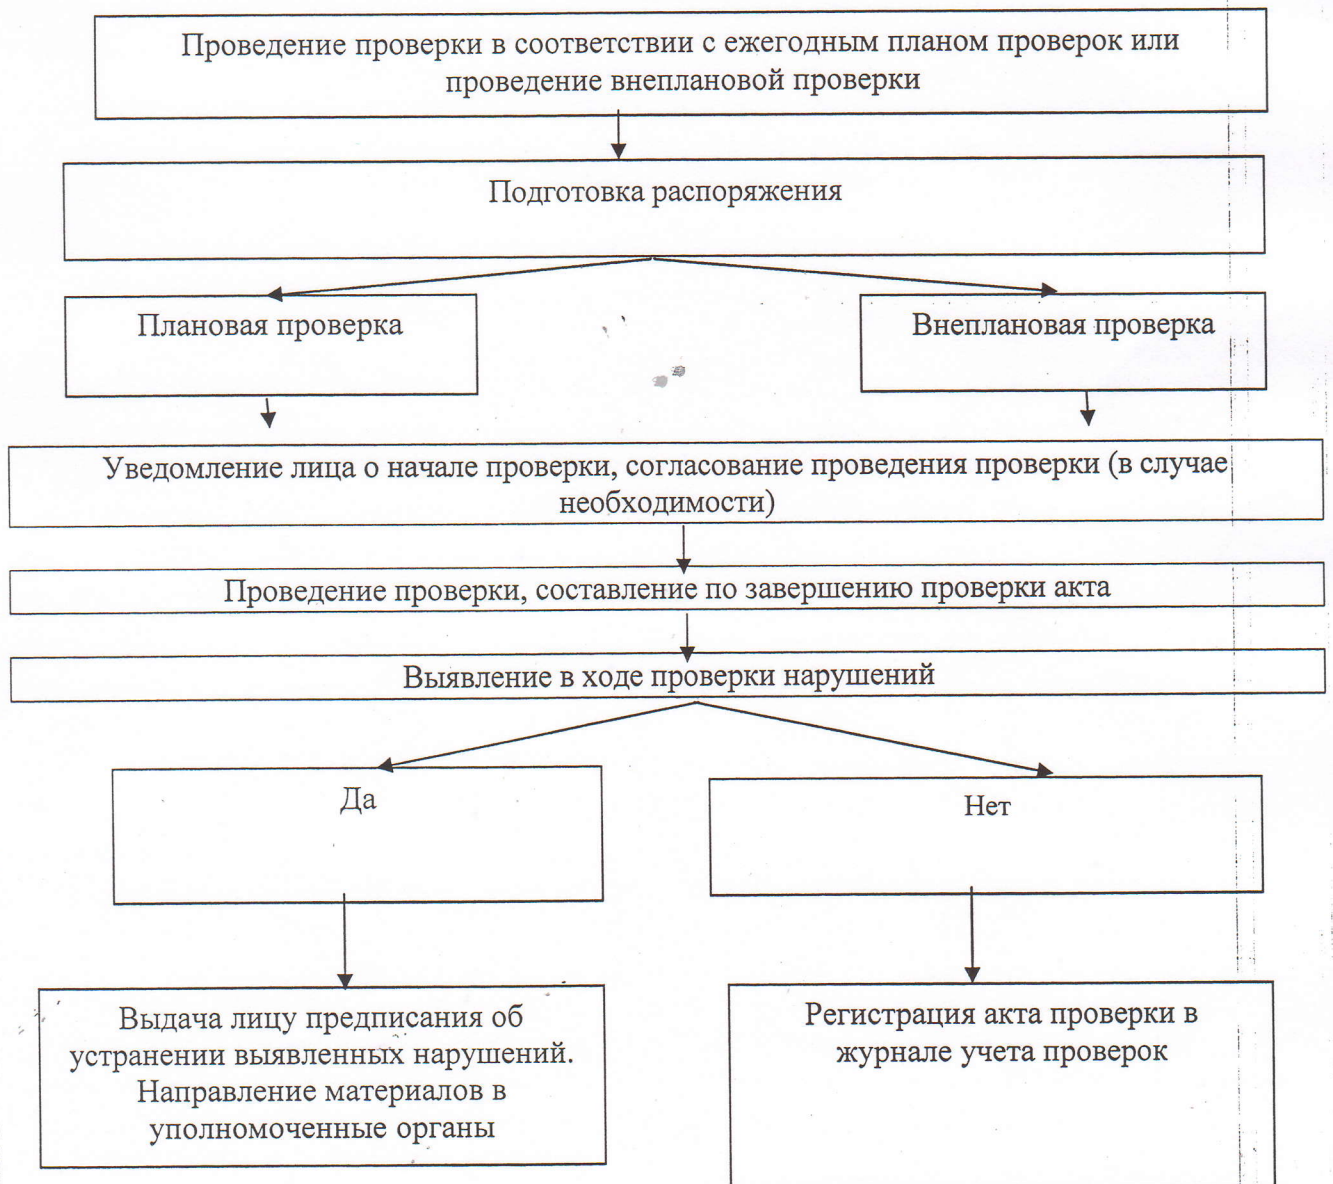 Проведение проверки в соответствии с ежегодным планом проверок или
проведение внеплановой проверки
Подготовка распоряжения
Плановая проверка
Внеплановая проверка
Уведомление лица о начале проверки, согласование проведения проверки (в случае
необходимости)
Проведение проверки, составление по завершению проверки акта
Выявление в ходе проверки нарушений
Да
Нет
Выдача лицу предписания об
устранении выявленных нарушений.
Направление материалов в
уполномоченные органы
Регистрация акта проверки в
журнале учета проверок